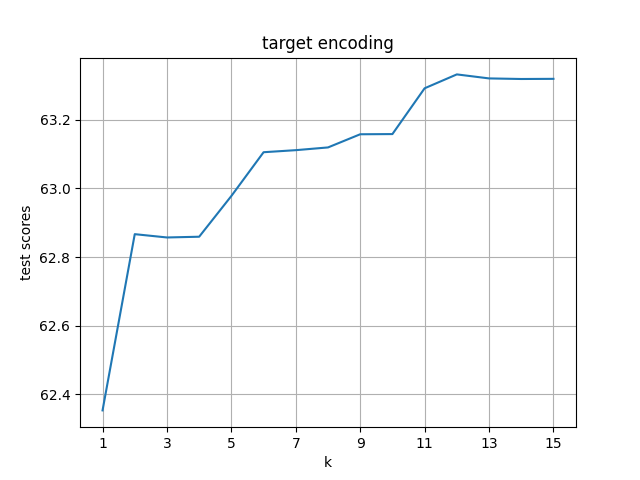 target encoding
63.2
63.0
62.8
62.6
62.4
test scores
1 3 5 7 9 11 13 15
k